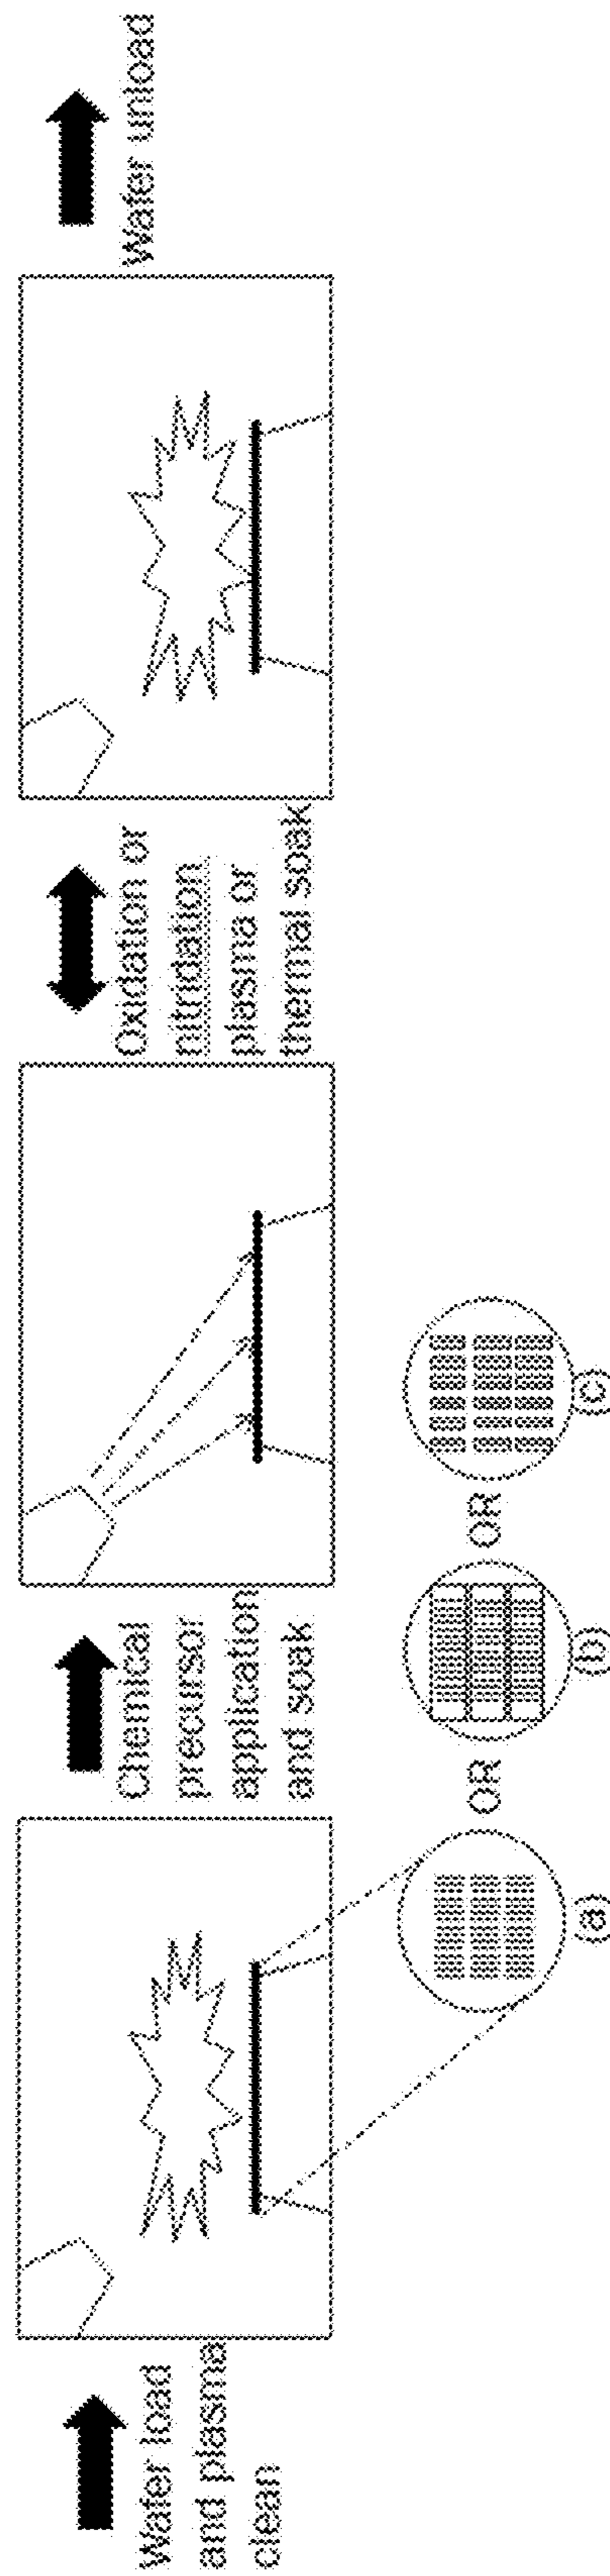 Wafer load
and plasma
clean
Chemical
precursor
application
and soak
Oxidation or
nitridation
plasma or
thermal soak
Wafer unload
(a)
OR
(b)
OR
(c)